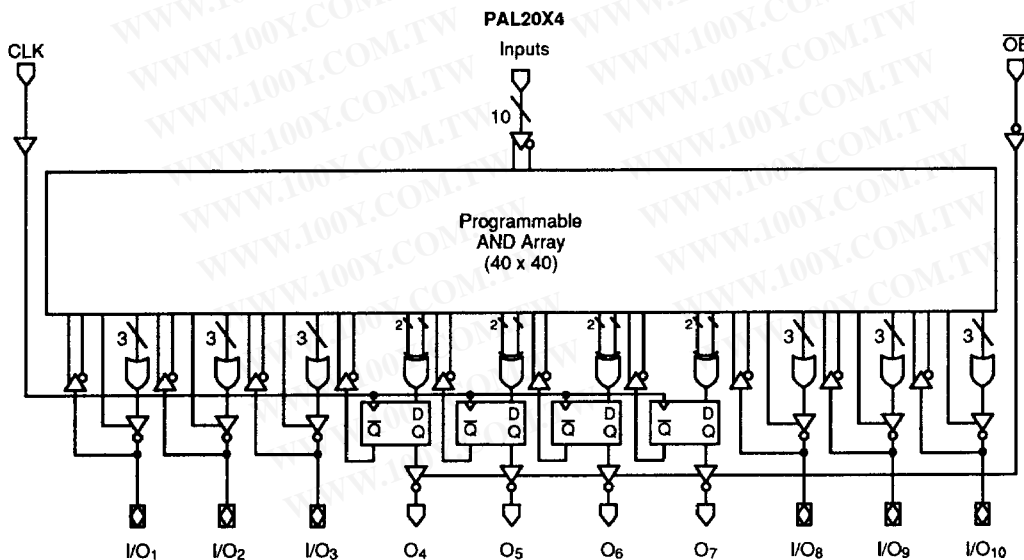 PAL20X4
CLK
Inputs
OE
10
Programmable
AND Array
(40 x 40)
3
3
3
2
2
2
2
3
3
3
D
Q
Q
D
Q
Q
D
Q
Q
D
Q
Q
I/O1
I/O2
I/O3
O4
O5
O6
O7
I/O8
I/O9
I/O10
WWW.100Y.COM.TW